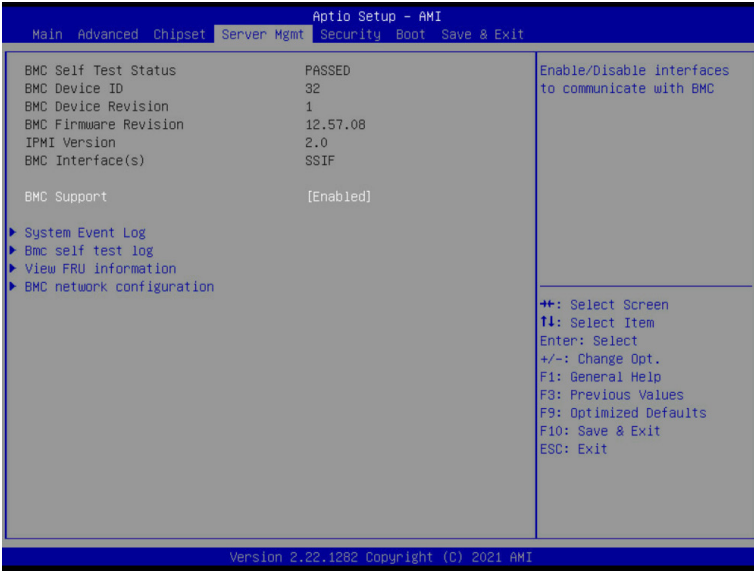 Aptio Setup – AMI
Main Advanced Chipset Server Mgmt Security Boot Save & Exit
BMC Self Test Status PASSED
BMC Device ID 32
BMC Device Revision 1
BMC Firmware Revision 12.57.08
IPMI Version 2.0
BMC Interface(s) SSIF
BMC Support [Enabled]
System Event Log
Bmc self test log
View FRU information
BMC network configuration
Enable/Disable interfaces
to communicate with BMC
→←: Select Screen
↑↓: Select Item
Enter: Select
+/-: Change Opt.
F1: General Help
F3: Previous Values
F9: Optimized Defaults
F10: Save & Exit
ESC: Exit
Version 2.22.1282 Copyright (C) 2021 AMI